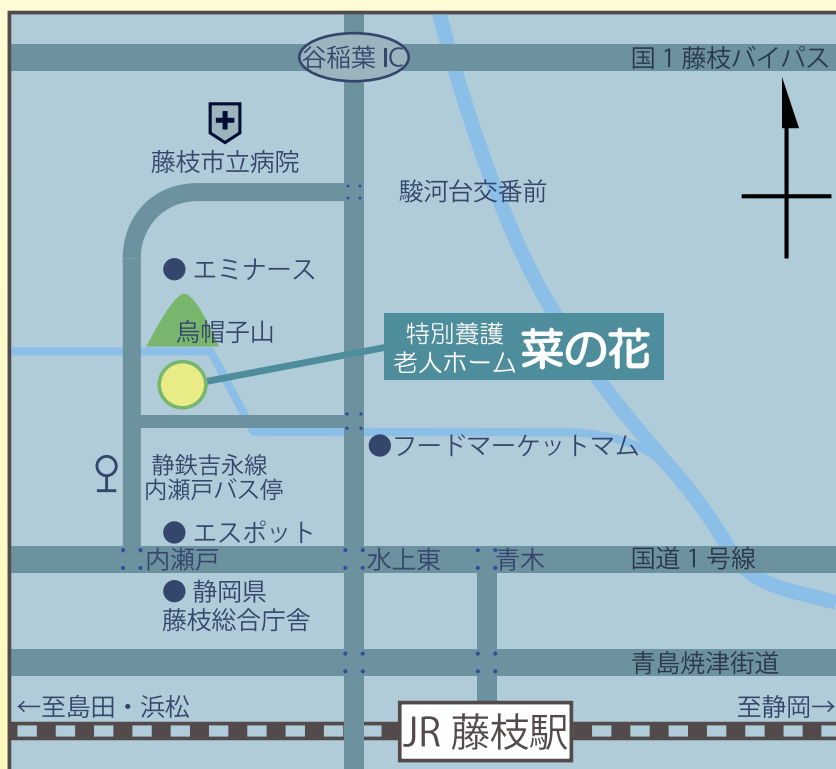 谷稲葉 IC
国 1 藤枝バイパス
藤枝市立病院
駿河台交番前
エミナース
烏帽子山
特別養護
老人ホーム 菜の花
フードマーケットマム
静鉄吉永線
内瀬戸バス停
エスポット
内瀬戸
水上東
青木
国道 1 号線
静岡県
藤枝総合庁舎
青島焼津街道
←至島田・浜松
至静岡→
JR 藤枝駅